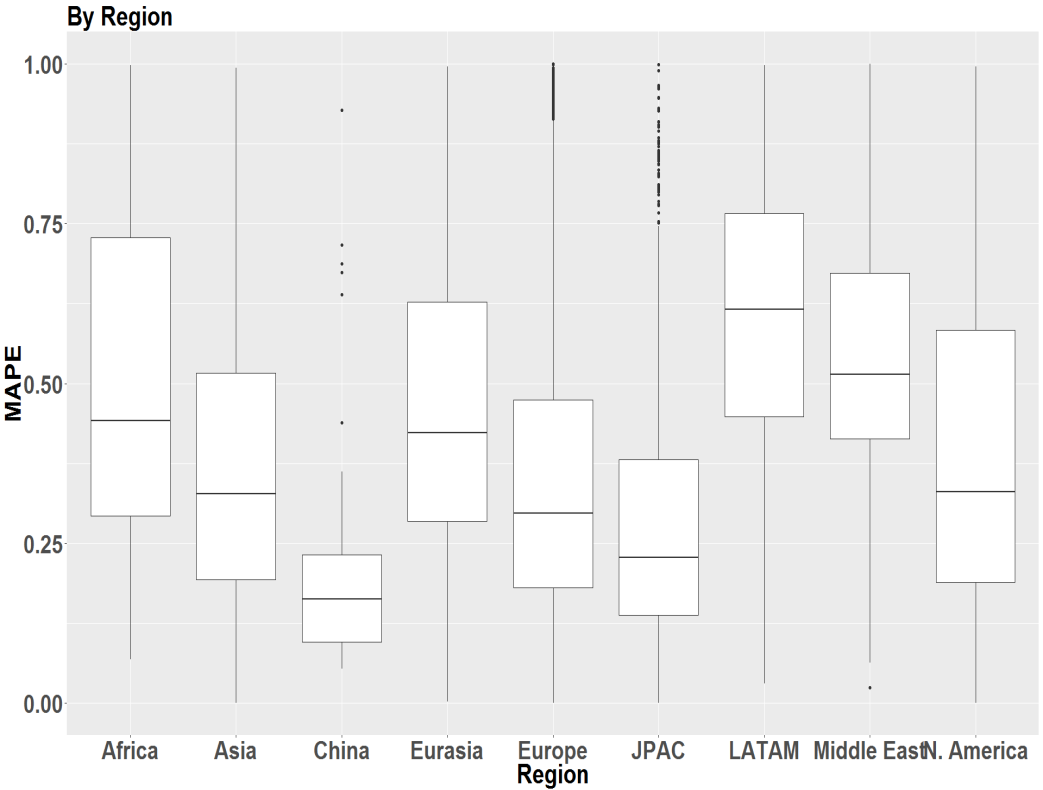 By Region
MAPE
1.00
0.75
0.50
0.25
0.00
Africa Asia China Eurasia Europe JPAC LATAM Middle East N. America
Region